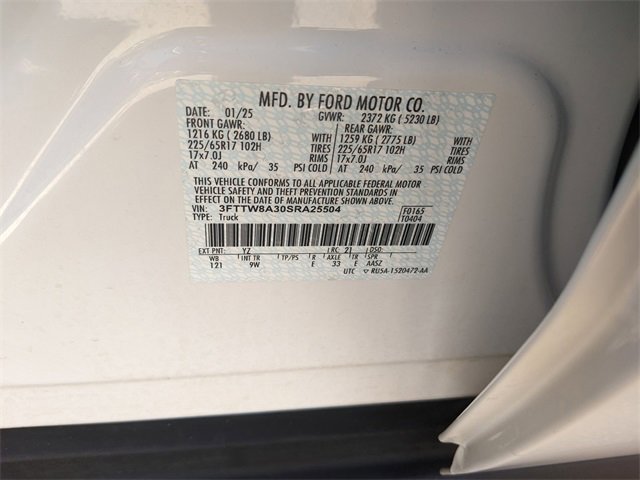 MFD. BY FORD MOTOR CO.
DATE: 01/25 GVWR: 2372 KG ( 5230 LB)
FRONT GAWR: REAR GAWR:
1216 KG ( 2680 LB) WITH 1259 KG ( 2775 LB) WITH
225/65R17 102H TIRES 225/65R17 102H TIRES
17x7.0J RIMS 17x7.0J RIMS
AT 240 kPa/ 35 PSI COLD AT 240 kPa/ 35 PSI COLD
THIS VEHICLE CONFORMS TO ALL APPLICABLE FEDERAL MOTOR
VEHICLE SAFETY AND THEFT PREVENTION STANDARDS IN
EFFECT ON THE DATE OF MANUFACTURE SHOWN ABOVE.
VIN: 3FTTW8A30SRA25504 F0165
TYPE: Truck T0404
EXT PNT: YZ RC: 21 DSO:
WB INT TR TP/PS R AXLE TR SPR
121 9W E 33 E AASZ
UTC ▽ RU5A-1520472-AA